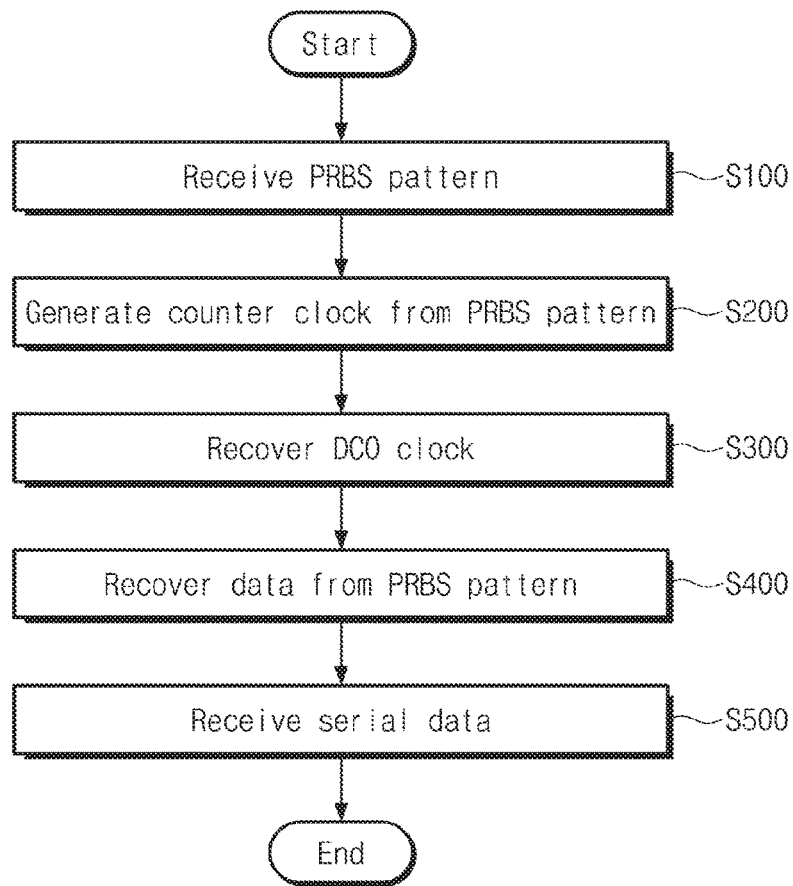 Start
Receive PRBS pattern
S100
Generate counter clock from PRBS pattern
S200
Recover DCO clock
S300
Recover data from PRBS pattern
S400
Receive serial data
S500
End